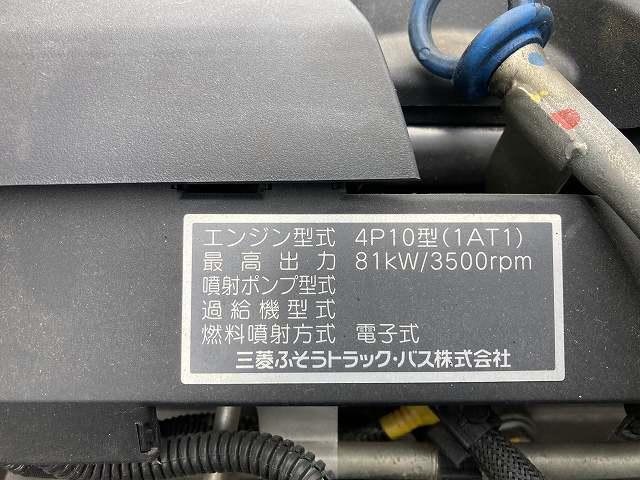 エンジン型式 4P10型(1AT1)
最高出力 81kW/3500rpm
噴射ポンプ型式
過給機型式
燃料噴射方式 電子式
三菱ふそうトラック・バス株式会社